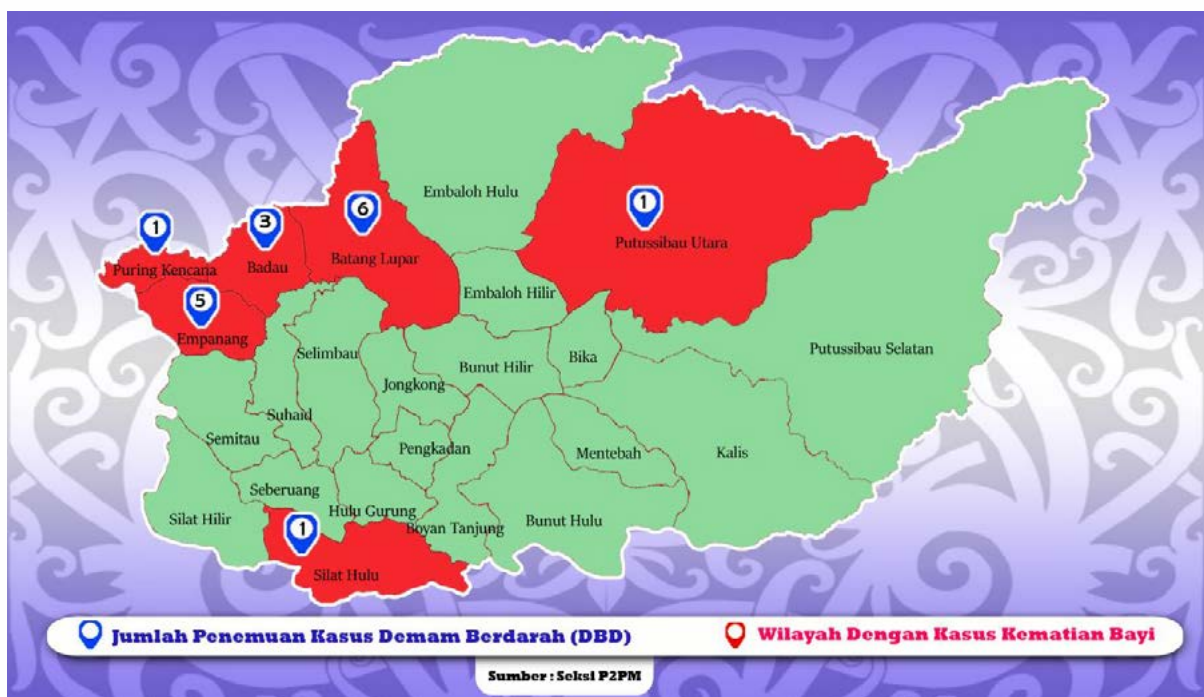 Embaloh Hulu
1
6
3
1
Putussibau Utara
Batang Lupar
Badau
Puring Kencana
Embaloh Hilir
5
Empanang
Selimbau
Putussibau Selatan
Bika
Bunut Hilir
Jongkong
Suhaid
Semitau
Pengkadan
Mentebah
Kalis
Seberuang
Hulu Gurung
Silat Hilir
Boyan Tanjung
Bunut Hulu
1
Silat Hulu
Jumlah Penemuan Kasus Demam Berdarah (DBD)
Wilayah Dengan Kasus Kematian Bayi
Sumber : Seksi P2PM